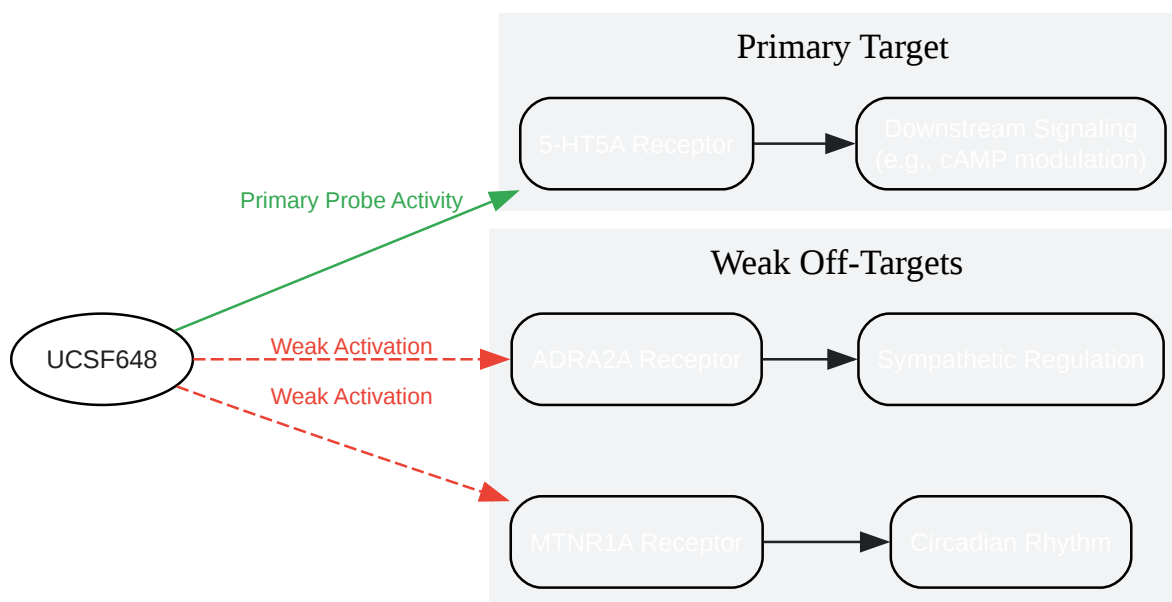 Primary Target
5-HT5A Receptor
Downstream Signaling
(e.g., cAMP modulation)
Primary Probe Activity
Weak Off-Targets
UCSF648
Weak Activation
ADRA2A Receptor
Sympathetic Regulation
Weak Activation
MTNR1A Receptor
Circadian Rhythm